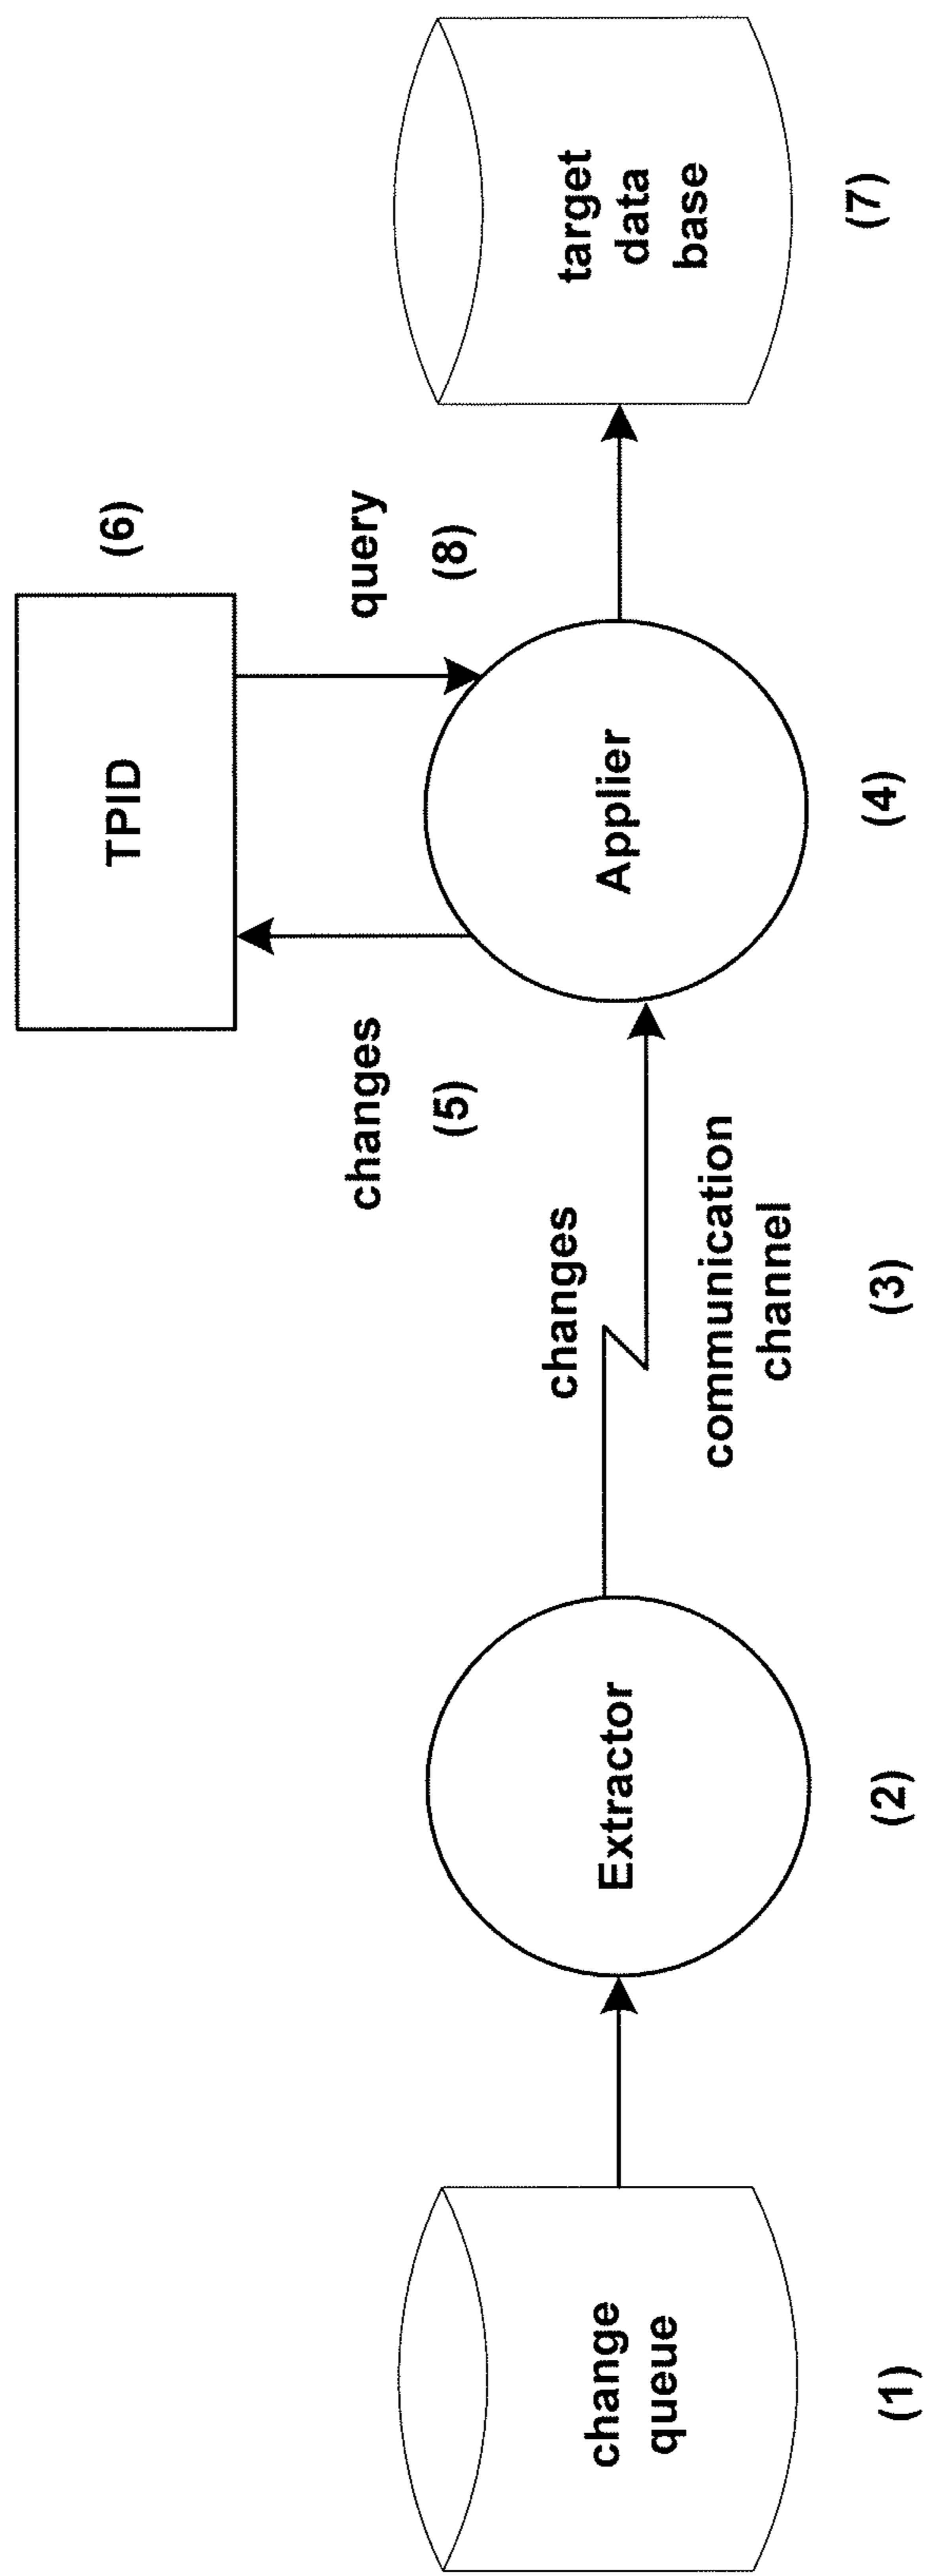 TPID
(6)
changes
(5)
query
(8)
change
queue
(1)
Extractor
(2)
changes
communication
channel
(3)
Applier
(4)
target
data
base
(7)